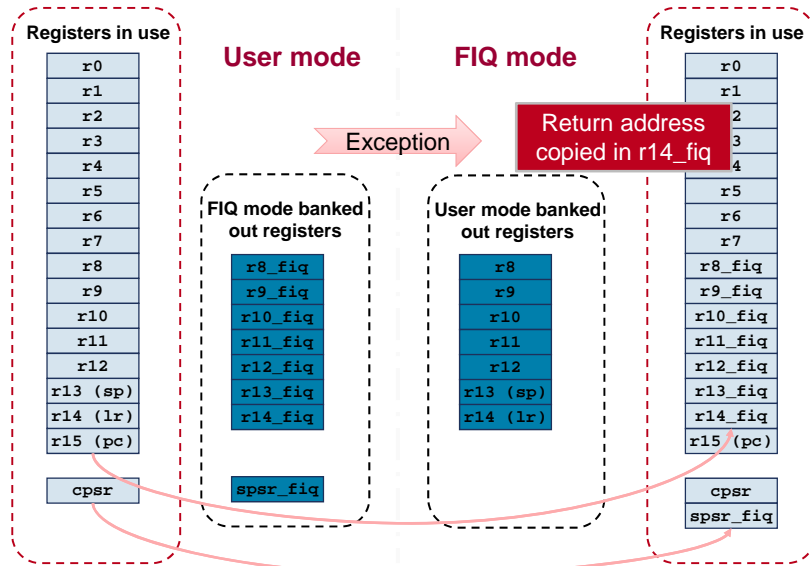 Registers in use
r0
r1
r2
r3
r4
r5
r6
r7
r8
r9
r10
r11
r12
r13 (sp)
r14 (lr)
r15 (pc)
cpsr
User mode
FIQ mode
Exception
FIQ mode banked
out registers
r8_fiq
r9_fiq
r10_fiq
r11_fiq
r12_fiq
r13_fiq
r14_fiq
spsr_fiq
User mode banked
out registers
r8
r9
r10
r11
r12
r13 (sp)
r14 (lr)
Return address
copied in r14_fiq
Registers in use
r0
r1
2
3
4
r5
r6
r7
r8_fiq
r9_fiq
r10_fiq
r11_fiq
r12_fiq
r13_fiq
r14_fiq
r15 (pc)
cpsr
spsr_fiq